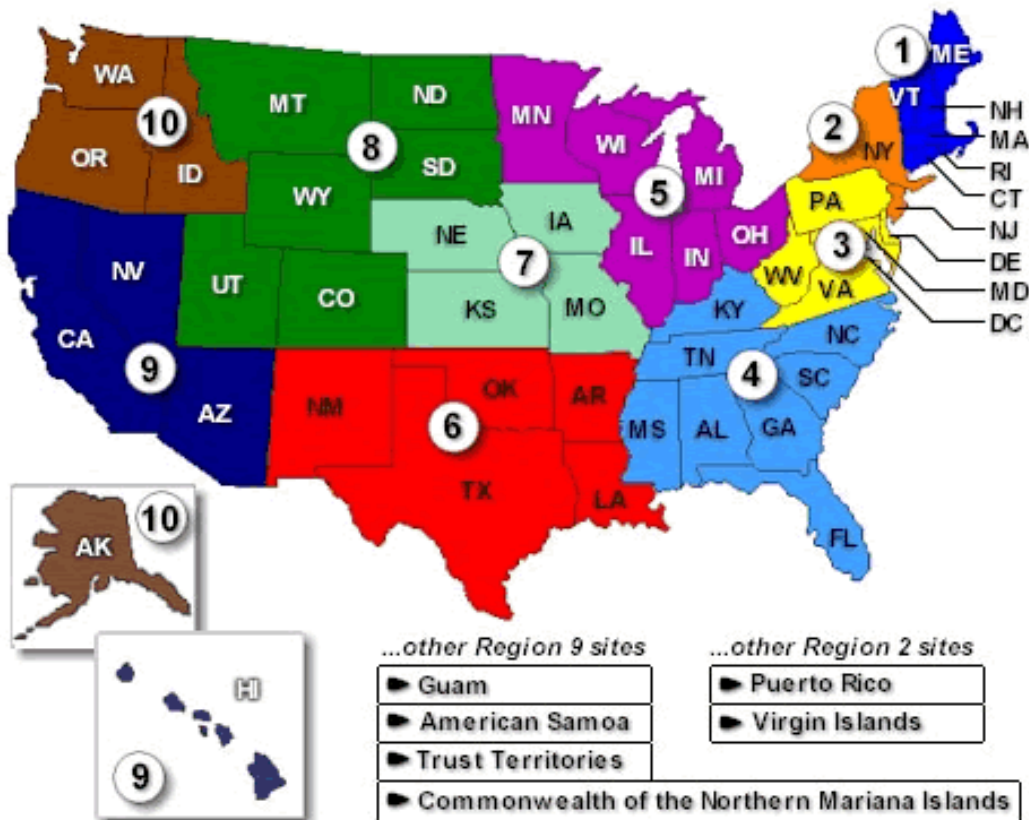 1
ME
WA
VT
MT
ND
MN
NH
10
2
MA
OR
8
WI
NY
RI
ID
SD
MI
CT
WY
5
PA
NJ
NE
IA
OH
3
DE
NV
7
IL
IN
WV
MD
UT
CO
KS
MO
VA
DC
CA
KY
NC
TN
9
4
SC
NM
OK
AR
AZ
6
MS
AL
GA
TX
LA
10
FL
AK
...other Region 9 sites
...other Region 2 sites
HI
Guam
Puerto Rico
American Samoa
Virgin Islands
Trust Territories
9
Commonwealth of the Northern Mariana Islands